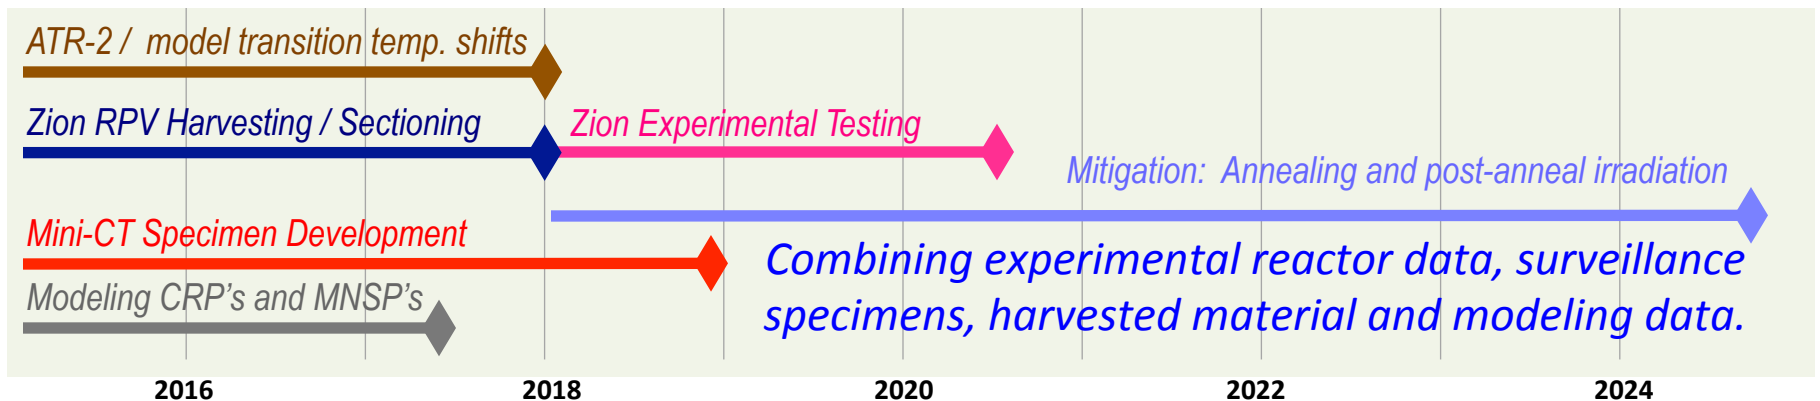 ATR-2 /  model transition temp. shifts
Zion RPV Harvesting / Sectioning
Zion Experimental Testing
Mitigation:  Annealing and post-anneal irradiation
Mini-CT Specimen Development
Combining experimental reactor data, surveillance
specimens, harvested material and modeling data.
Modeling CRP's and MNSP's
2016
2018
2020
2022
2024